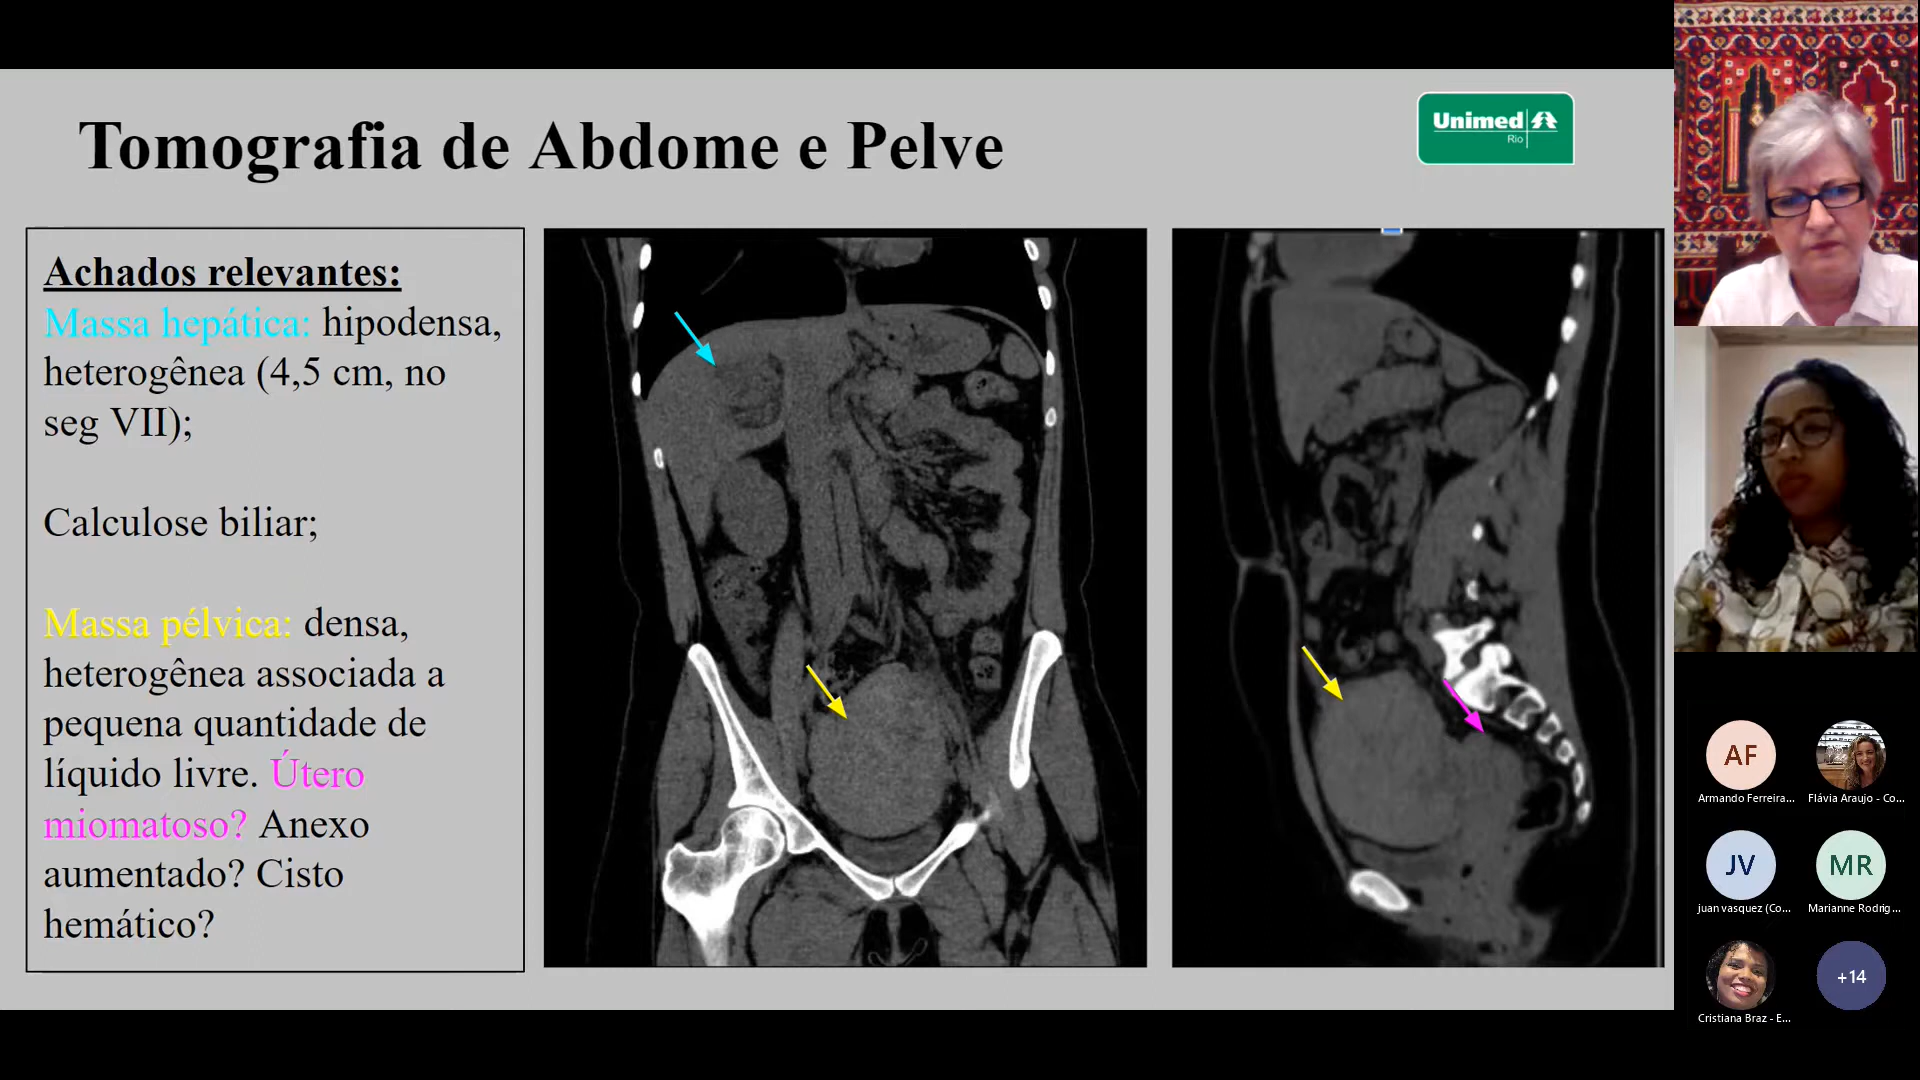 Tomografia de Abdome e Pelve
Unimed
Rio
Achados relevantes:
Massa hepática: hipodensa,
heterogênea (4,5 cm, no
seg VII);
Calculose biliar;
Massa pélvica: densa,
heterogênea associada a
pequena quantidade de
líquido livre. Útero
miomatoso? Anexo
aumentado? Cisto
hemático?
AF
Armando Ferreira...
Flávia Araujo - Co...
JV
juan vasquez (Co...
MR
Marianne Rodrig...
Cristiana Braz - E...
+14